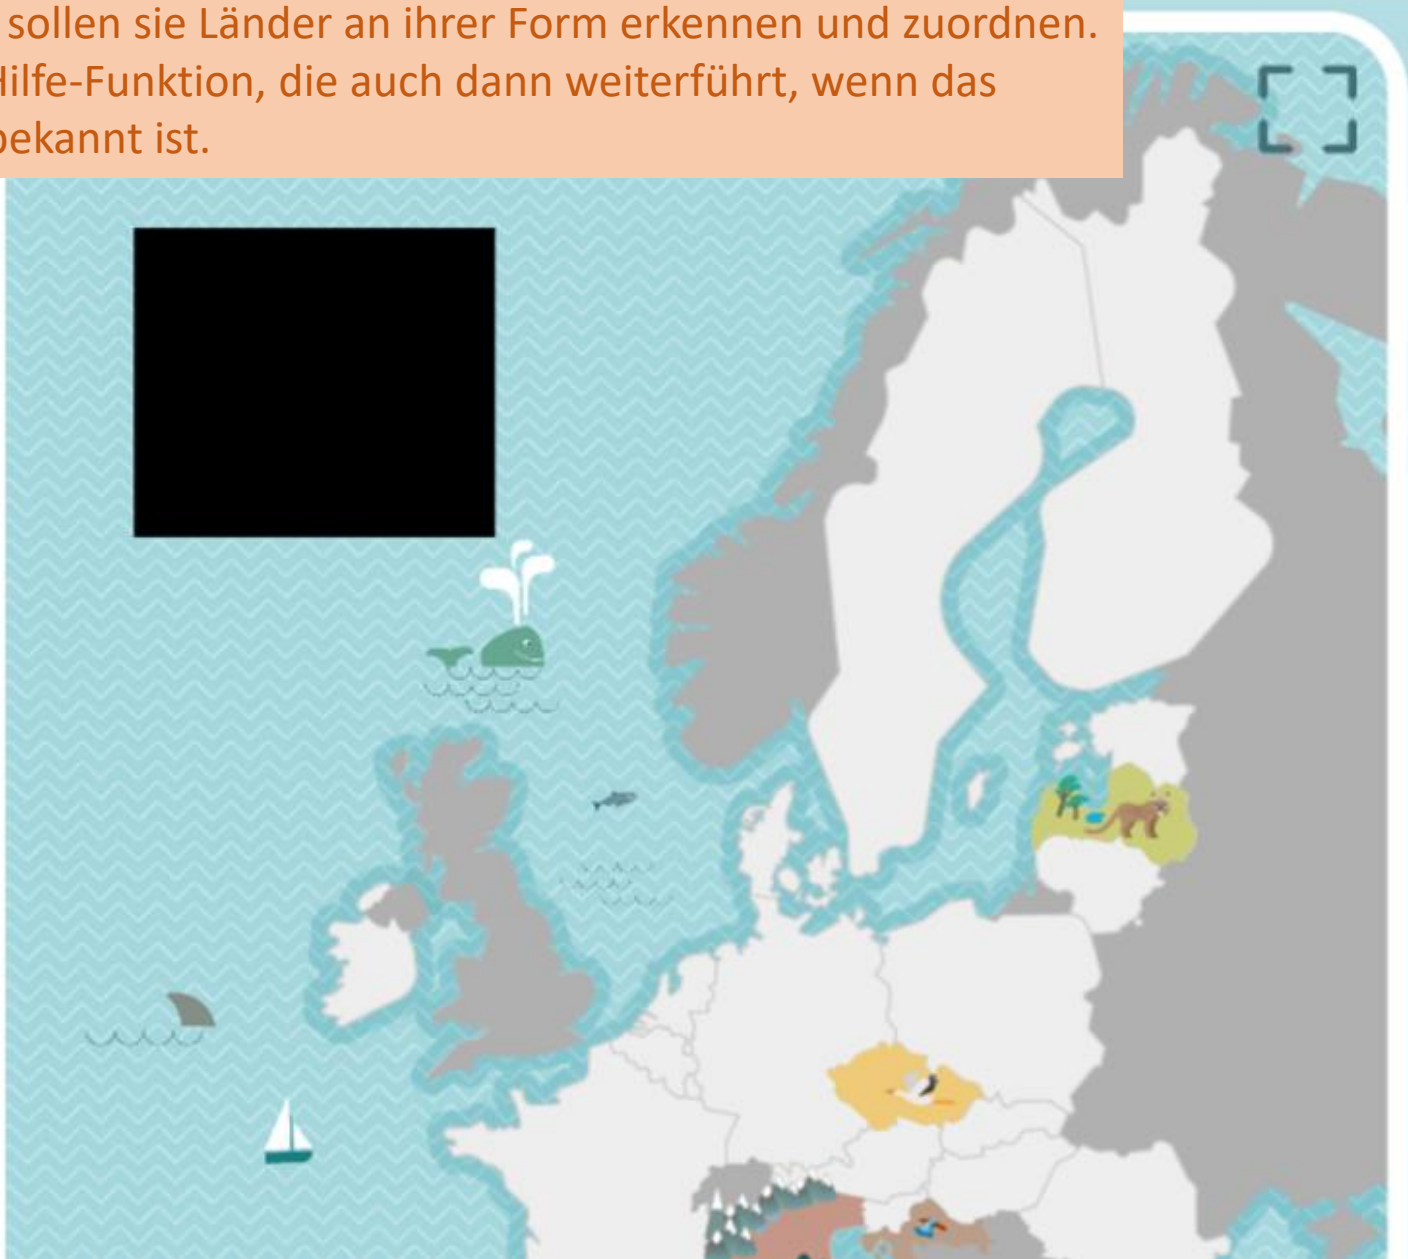 sollen sie Länder an ihrer Form erkennen und zuordnen.
Hilfe-Funktion, die auch dann weiterführt, wenn das
bekannt ist.